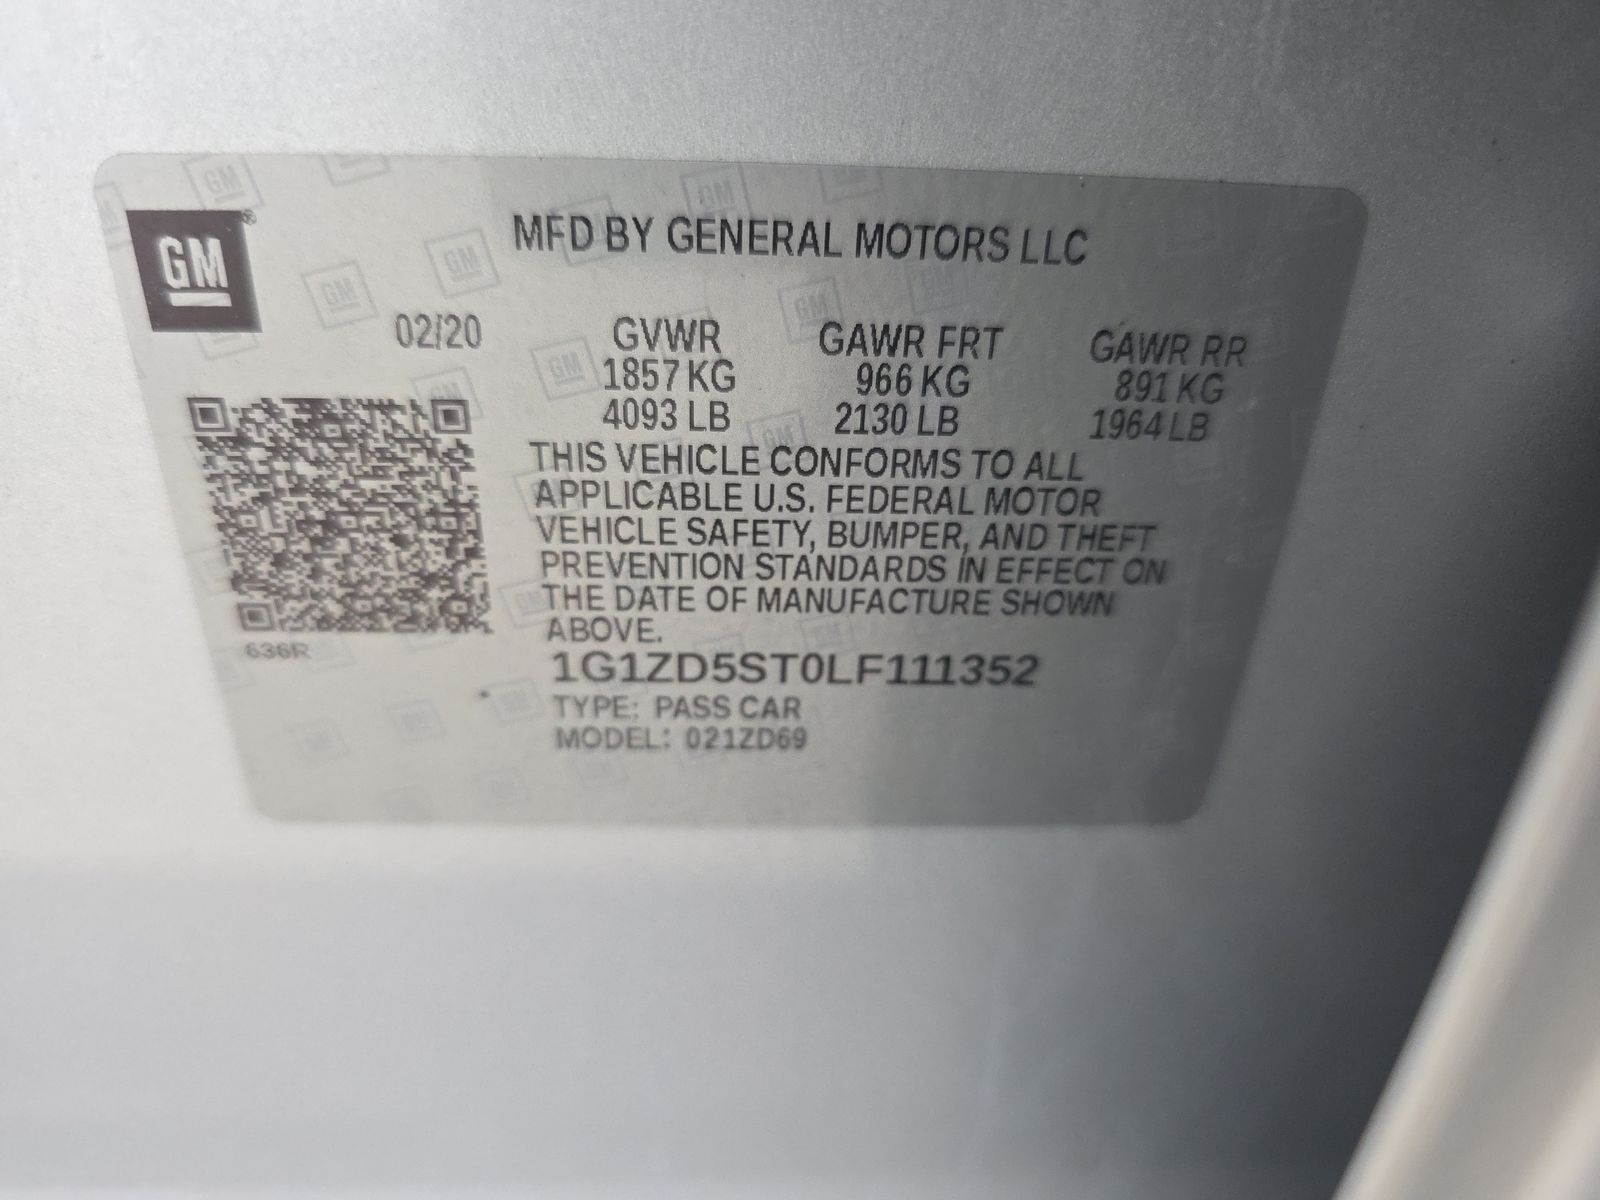 GM
MFD BY GENERAL MOTORS LLC
02/20 GVWR GAWR FRT GAWR RR
1857 KG 966 KG 891 KG
4093 LB 2130 LB 1964 LB
THIS VEHICLE CONFORMS TO ALL
APPLICABLE U.S. FEDERAL MOTOR
VEHICLE SAFETY, BUMPER, AND THEFT
PREVENTION STANDARDS IN EFFECT ON
THE DATE OF MANUFACTURE SHOWN
ABOVE.
636R
1G1ZD5ST0LF111352
TYPE: PASS CAR
MODEL: 021ZD69